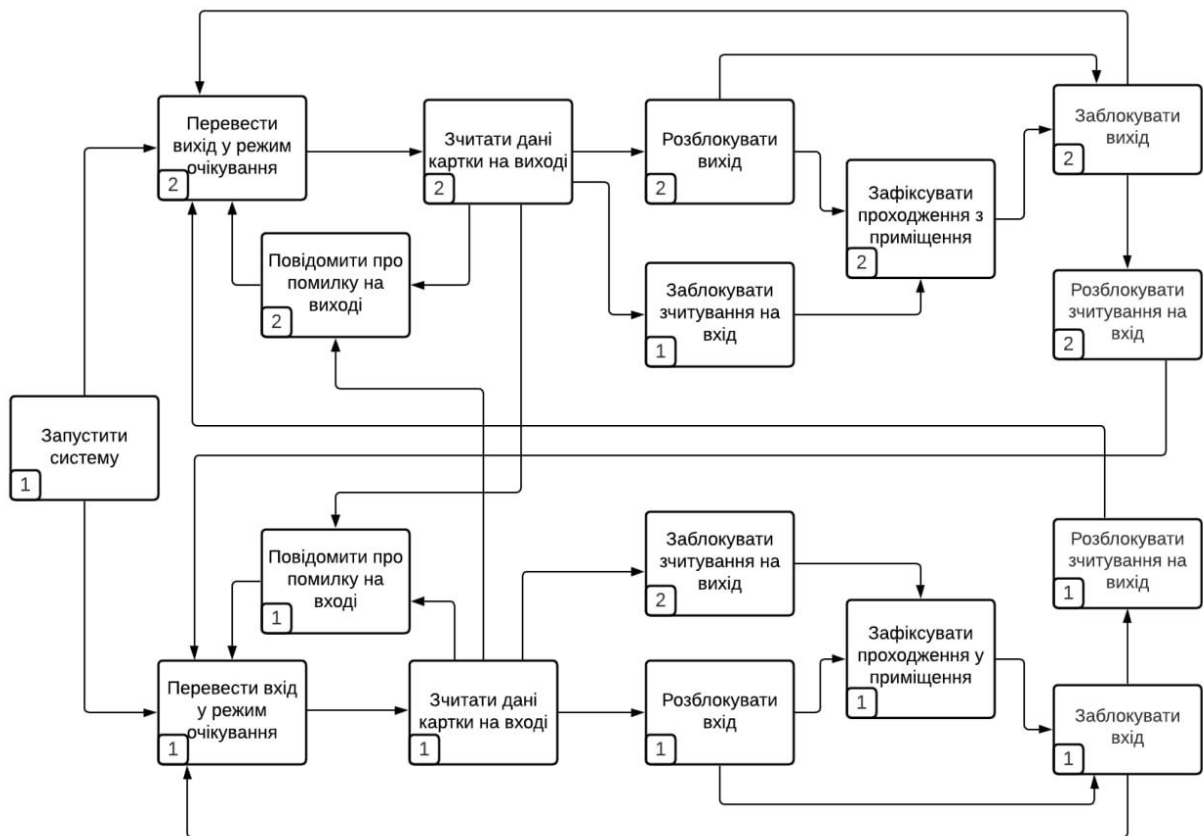 Перевести
вихід у режим
очікування
2
Зчитати дані
картки на виході
2
Розблокувати
вихід
2
Заблокувати
вихід
2
Зафіксувати
проходження з
приміщення
2
Повідомити про
помилку на
виході
2
Заблокувати
зчитування на
вхід
1
Розблокувати
зчитування на
вхід
2
Запустити
систему
1
Повідомити про
помилку на
вході
1
Заблокувати
зчитування на
вихід
2
Розблокувати
зчитування на
вихід
1
Зафіксувати
проходження у
приміщення
1
Перевести вхід
у режим
очікування
1
Зчитати дані
картки на вході
1
Розблокувати
вхід
1
Заблокувати
вхід
1